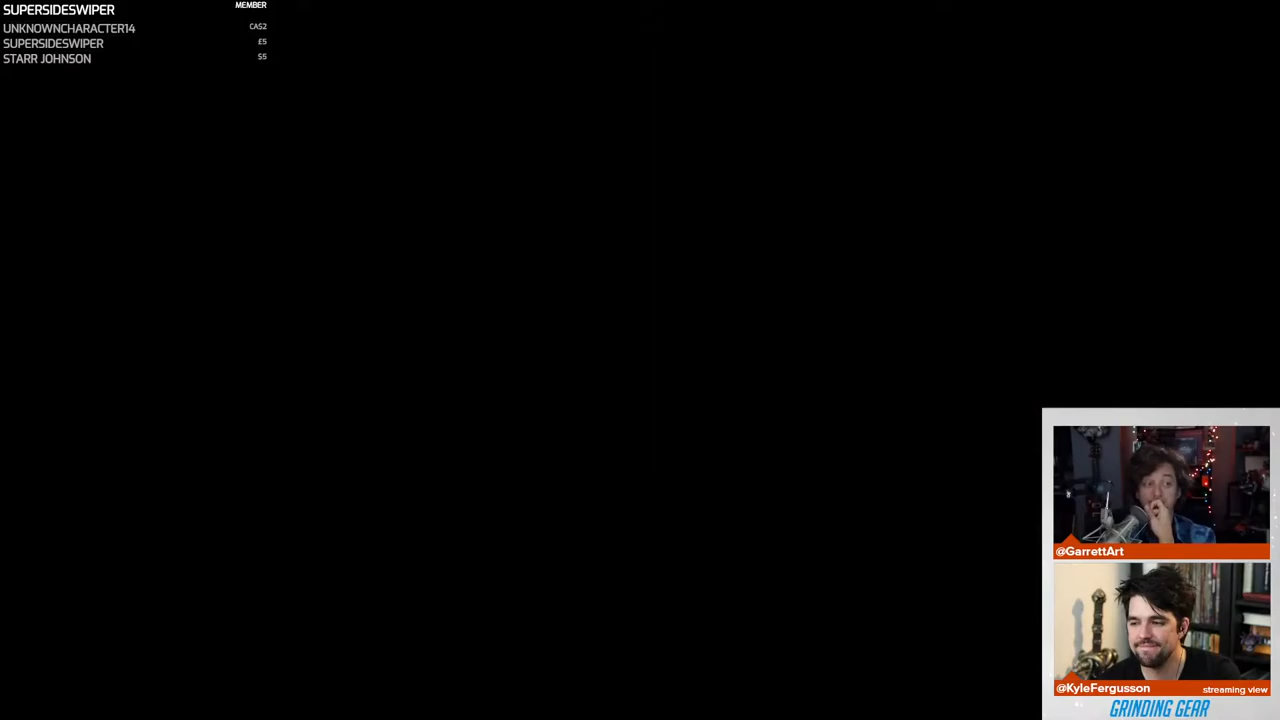 SUPERSIDESWIPER MEMBER
UNKNOWNCHARACTER14 CA$2
SUPERSIDESWIPER £5
STARR JOHNSON $5
@GarrettArt
@KyleFergusson streaming view
GRINDING GEAR